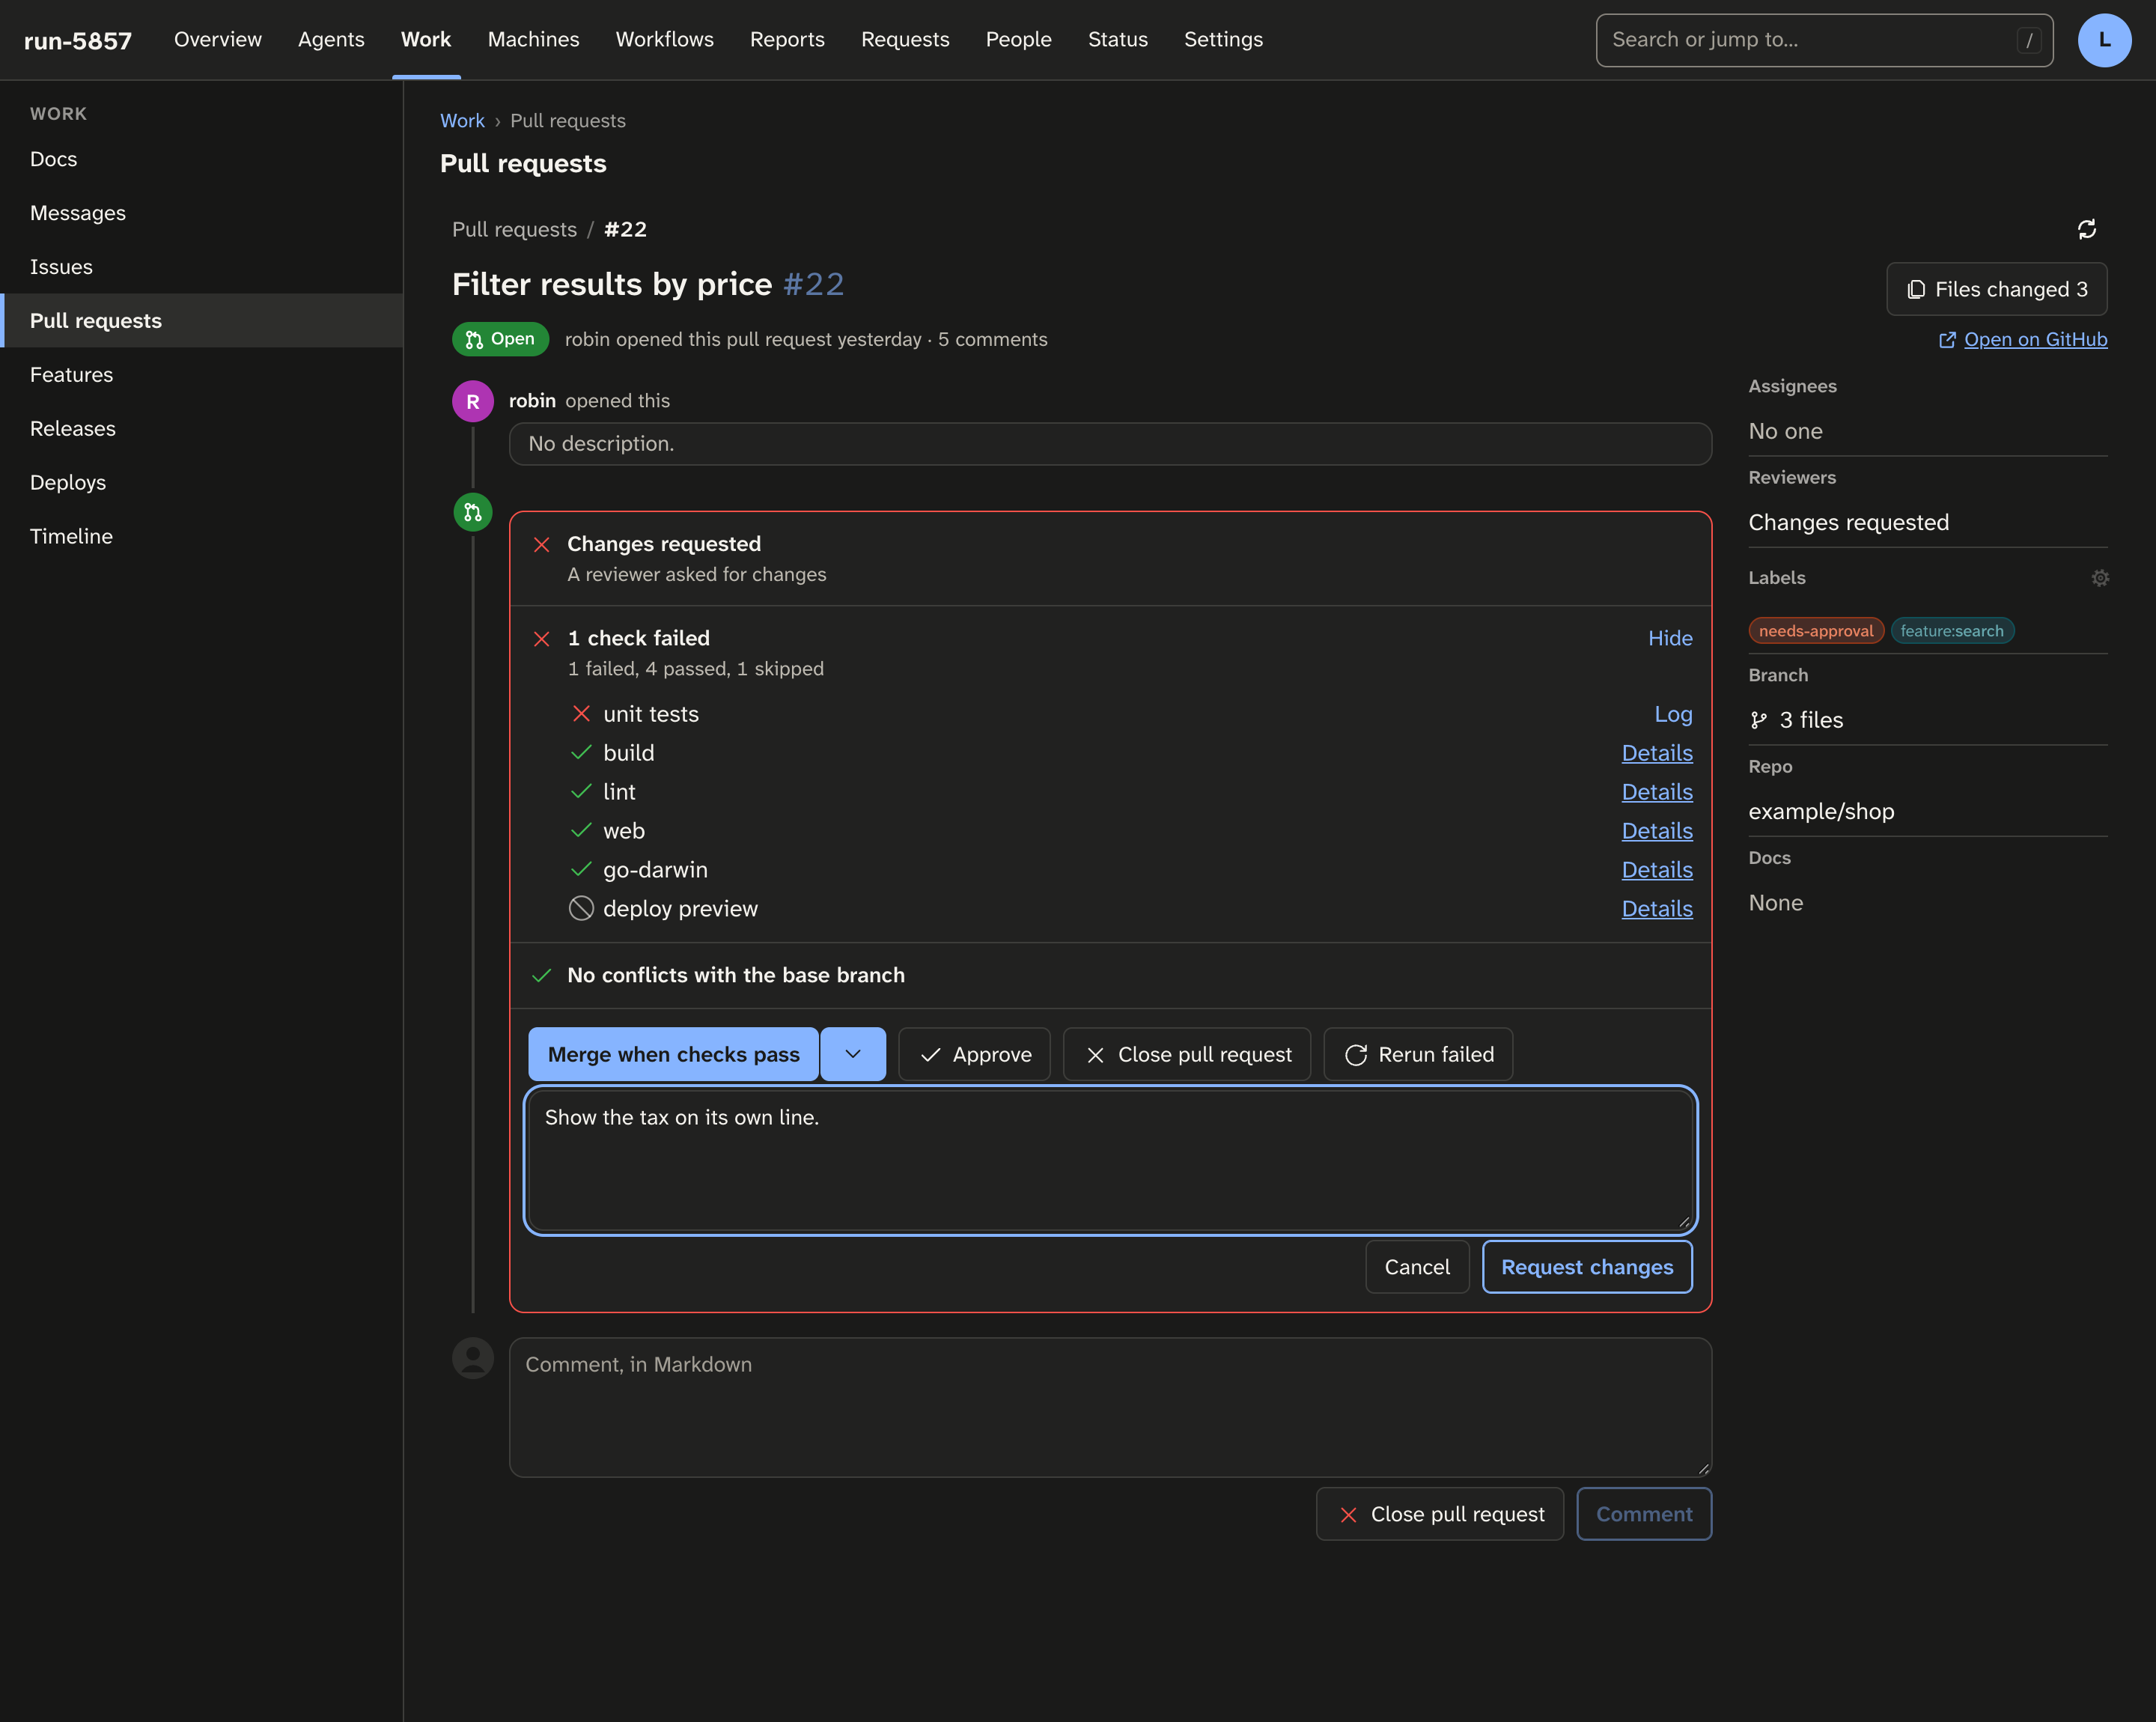 run-5857
Overview
Agents
Work
Machines
Workflows
Reports
Requests
People
Status
Settings
Search or jump to...
/
L
WORK
Docs
Messages
Issues
Pull requests
Features
Releases
Deploys
Timeline
Work › Pull requests
Pull requests
Pull requests / #22
Filter results by price #22
Files changed 3
Open
robin opened this pull request yesterday · 5 comments
Open on GitHub
R
robin opened this
No description.
Changes requested
A reviewer asked for changes
1 check failed
Hide
1 failed, 4 passed, 1 skipped
unit tests
Log
build
Details
lint
Details
web
Details
go-darwin
Details
deploy preview
Details
No conflicts with the base branch
Merge when checks pass
Approve
Close pull request
Rerun failed
Show the tax on its own line.
Cancel
Request changes
Comment, in Markdown
Close pull request
Comment
Assignees
No one
Reviewers
Changes requested
Labels
needs-approval
feature:search
Branch
3 files
Repo
example/shop
Docs
None